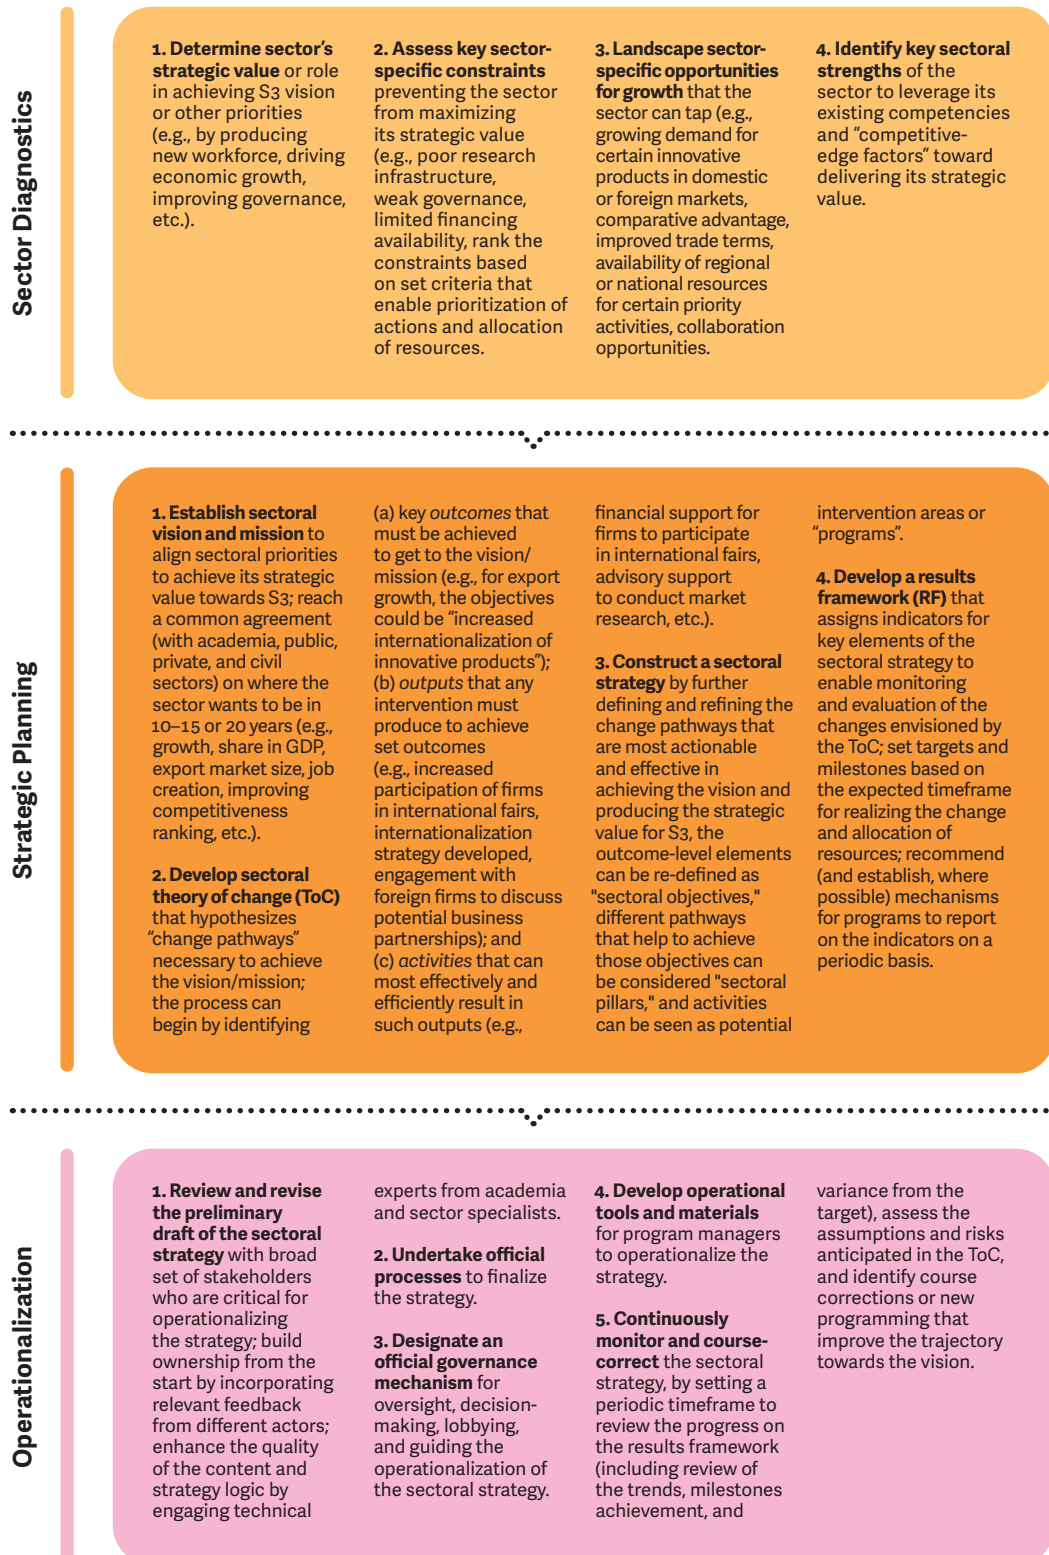 Sector Diagnostics
1. Determine sector's
strategic value or role
in achieving S3 vision
or other priorities
(e.g., by producing
new workforce, driving
economic growth,
improving governance,
etc.).
2. Assess key sector-
specific constraints
preventing the sector
from maximizing
its strategic value
(e.g., poor research
infrastructure,
weak governance,
limited financing
availability, rank the
constraints based
on set criteria that
enable prioritization of
actions and allocation
of resources.
3. Landscape sector-
specific opportunities
for growth that the
sector can tap (e.g.,
growing demand for
certain innovative
products in domestic
or foreign markets,
comparative advantage,
improved trade terms,
availability of regional
or national resources
for certain priority
activities, collaboration
opportunities.
4. Identify key sectoral
strengths of the
sector to leverage its
existing competencies
and “competitive-
edge factors” toward
delivering its strategic
value.
Strategic Planning
1. Establish sectoral
vision and mission to
align sectoral priorities
to achieve its strategic
value towards S3; reach
a common agreement
(with academia, public,
private, and civil
sectors) on where the
sector wants to be in
10–15 or 20 years (e.g.,
growth, share in GDP,
export market size, job
creation, improving
competitiveness
ranking, etc.).
2. Develop sectoral
theory of change (ToC)
that hypothesizes
“change pathways”
necessary to achieve
the vision/mission;
the process can
begin by identifying
(a) key outcomes that
must be achieved
to get to the vision/
mission (e.g., for export
growth, the objectives
could be “increased
internationalization of
innovative products”);
(b) outputs that any
intervention must
produce to achieve
set outcomes
(e.g., increased
participation of firms
in international fairs,
internationalization
strategy developed,
engagement with
foreign firms to discuss
potential business
partnerships); and
(c) activities that can
most effectively and
efficiently result in
such outputs (e.g.,
financial support for
firms to participate
in international fairs,
advisory support
to conduct market
research, etc.).
3. Construct a sectoral
strategy by further
defining and refining the
change pathways that
are most actionable
and effective in
achieving the vision and
producing the strategic
value for S3, the
outcome-level elements
can be re-defined as
"sectoral objectives,"
different pathways
that help to achieve
those objectives can
be considered "sectoral
pillars," and activities
can be seen as potential
intervention areas or
“programs”.
4. Develop a results
framework (RF) that
assigns indicators for
key elements of the
sectoral strategy to
enable monitoring
and evaluation of the
changes envisioned by
the ToC; set targets and
milestones based on
the expected timeframe
for realizing the change
and allocation of
resources; recommend
(and establish, where
possible) mechanisms
for programs to report
on the indicators on a
periodic basis.
Operationalization
1. Review and revise
the preliminary
draft of the sectoral
strategy with broad
set of stakeholders
who are critical for
operationalizing
the strategy; build
ownership from the
start by incorporating
relevant feedback
from different actors;
enhance the quality
of the content and
strategy logic by
engaging technical
experts from academia
and sector specialists.
2. Undertake official
processes to finalize
the strategy.
3. Designate an
official governance
mechanism for
oversight, decision-
making, lobbying,
and guiding the
operationalization of
the sectoral strategy.
4. Develop operational
tools and materials
for program managers
to operationalize the
strategy.
5. Continuously
monitor and course-
correct the sectoral
strategy, by setting a
periodic timeframe to
review the progress on
the results framework
(including review of
the trends, milestones
achievement, and
variance from the
target), assess the
assumptions and risks
anticipated in the ToC,
and identify course
corrections or new
programming that
improve the trajectory
towards the vision.